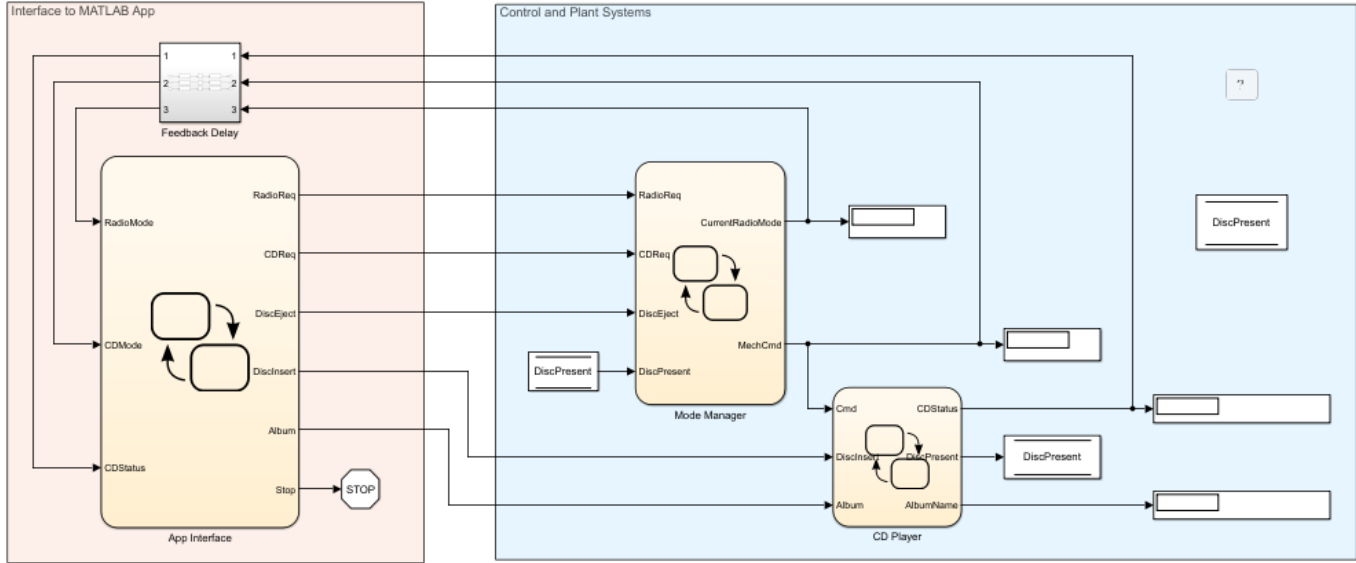 Interface to MATLAB App
Control and Plant Systems
1
1
2
2
3
3
Feedback Delay
?
RadioMode
CDMode
CDStatus
RadioReq
CDReq
DiscEject
DiscInsert
Album
Stop
App Interface
STOP
DiscPresent
RadioReq
CDReq
DiscEject
DiscPresent
CurrentRadioMode
MechCmd
Mode Manager
DiscPresent
Cmd
DiscInsert
Album
CDStatus
DiscPresent
AlbumName
CD Player
DiscPresent